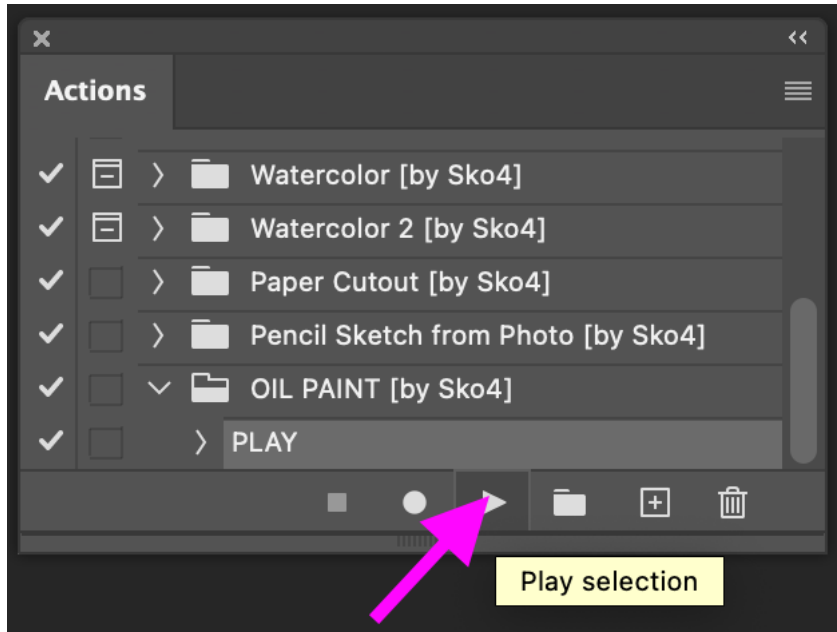 Actions
Watercolor [by Sko4]
Watercolor 2 [by Sko4]
Paper Cutout [by Sko4]
Pencil Sketch from Photo [by Sko4]
OIL PAINT [by Sko4]
PLAY
Play selection